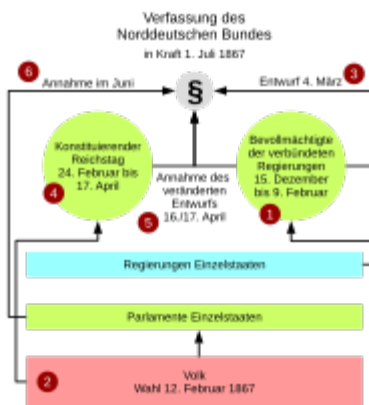 Verfassung des
Norddeutschen Bundes
in Kraft 1. Juli 1867
6
3
Annahme im Juni
Entwurf 4. März
§
Konstituierender
Reichstag
24. Februar bis
17. April
4
Bevollmächtigte
der verbündeten
Regierungen
15. Dezember
bis 9. Februar
1
Annahme des
veränderten
Entwurfs
16./17. April
5
Regierungen Einzelstaaten
Parlamente Einzelstaaten
2
Volk
Wahl 12. Februar 1867